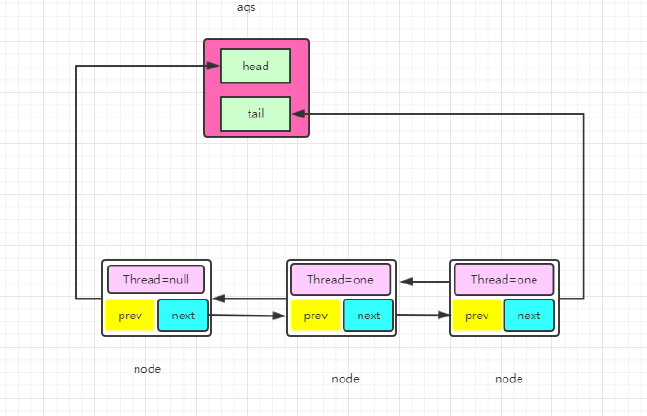 aqs
head
tail
Thread=null
prev next
node
Thread=one
prev next
node
Thread=one
prev next
node